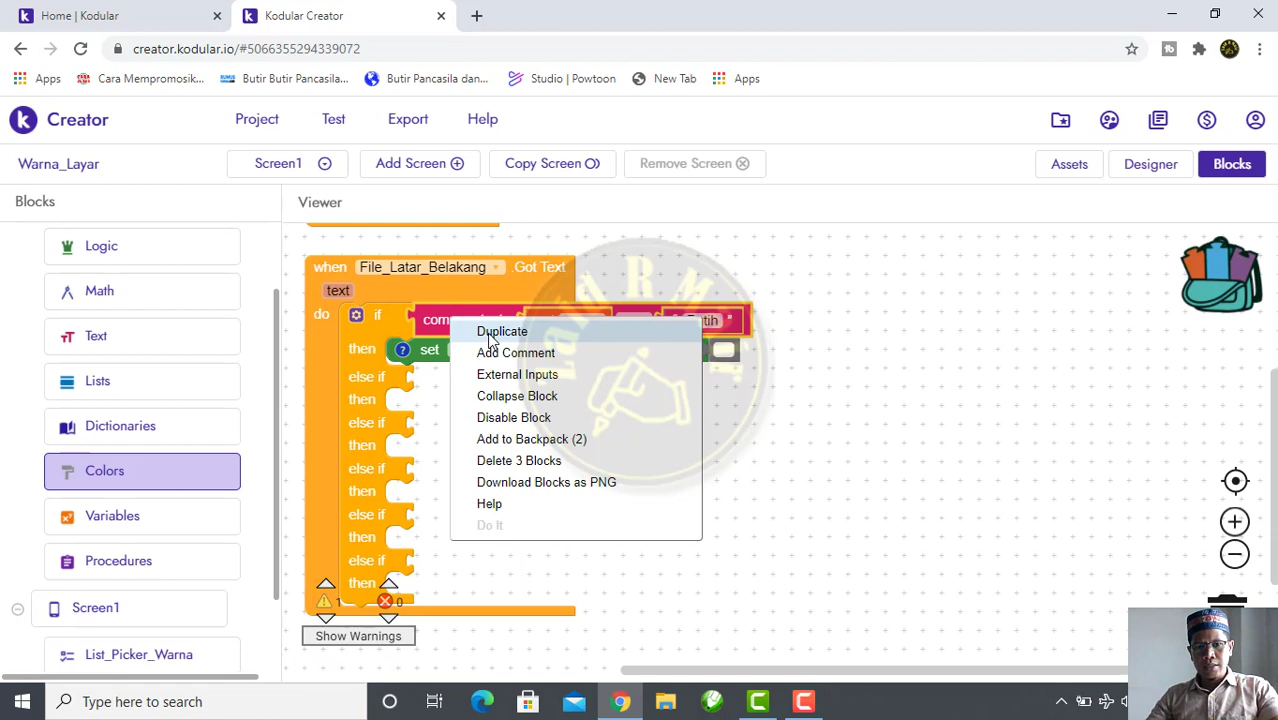 Home | Kodular
Kodular Creator
creator.kodular.io/#5066355294339072
Apps
Cara Mempromosik...
Butir Butir Pancasila...
Butir Pancasila dan...
Studio | Powtoon
New Tab
Apps
Creator
Project
Test
Export
Help
Warna_Layar
Screen1
Add Screen
Copy Screen
Remove Screen
Assets
Designer
Blocks
Blocks
Viewer
Logic
Math
Text
Lists
Dictionaries
Colors
Variables
Procedures
Screen1
List_Picker_Warna
when File_Latar_Belakang .Got Text
text
do if
then set
else if
then
else if
then
else if
then
else if
then
else if
then
Duplicate
Add Comment
External Inputs
Collapse Block
Disable Block
Add to Backpack (2)
Delete 3 Blocks
Download Blocks as PNG
Help
Do It
1 0
Show Warnings
Type here to search